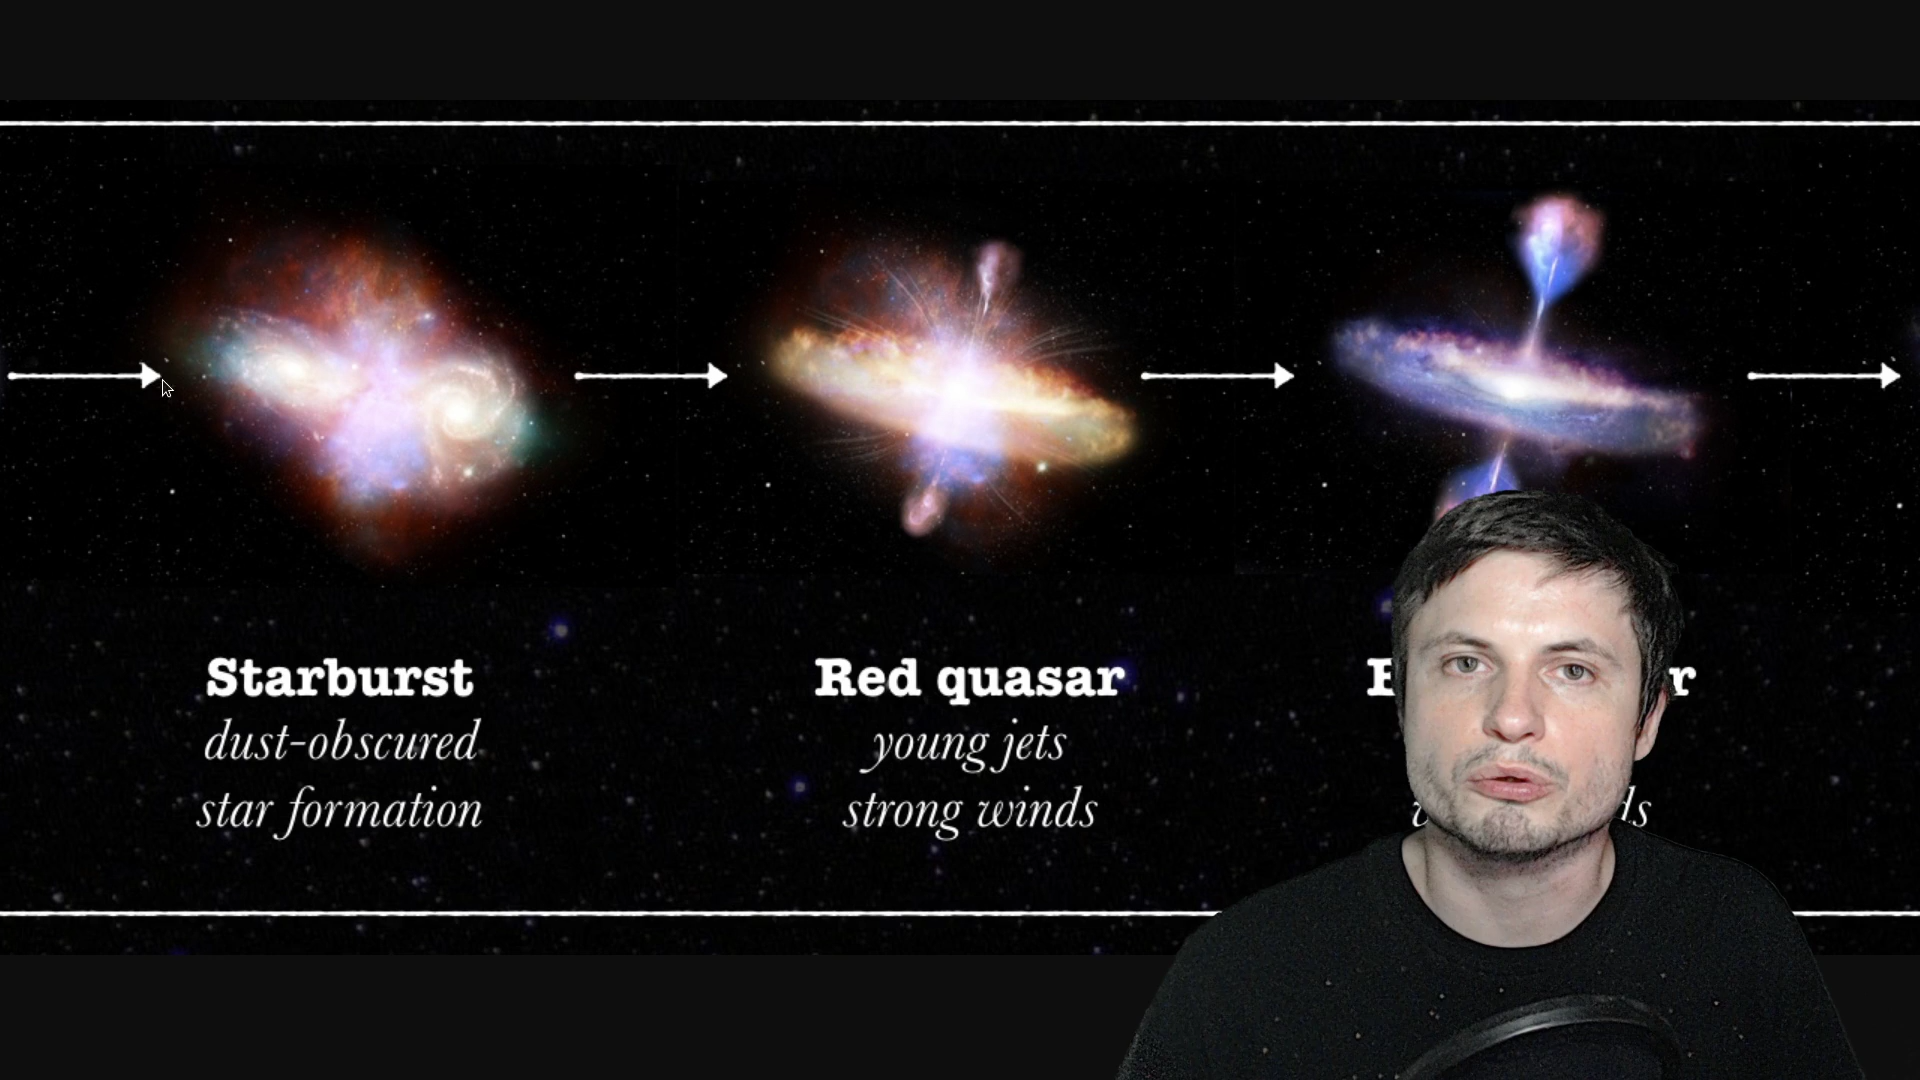 Starburst
dust-obscured
star formation
Red quasar
young jets
strong winds